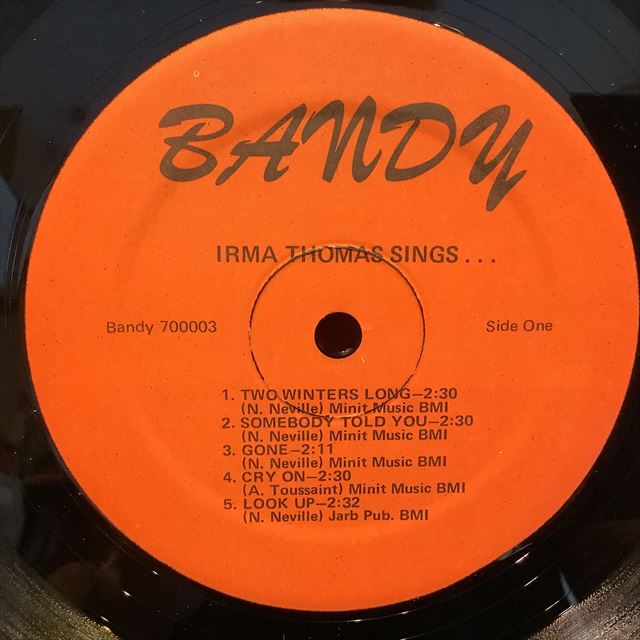 BANDY
IRMA THOMAS SINGS...
Bandy 700003
Side One
1. TWO WINTERS LONG—2:30
(N. Neville) Minit Music BMI
2. SOMEBODY TOLD YOU—2:30
(N. Neville) Minit Music BMI
3. GONE—2:11
(N. Neville) Minit Music BMI
4. CRY ON—2:30
(A. Toussaint) Minit Music BMI
5. LOOK UP—2:32
(N. Neville) Jarb Pub. BMI